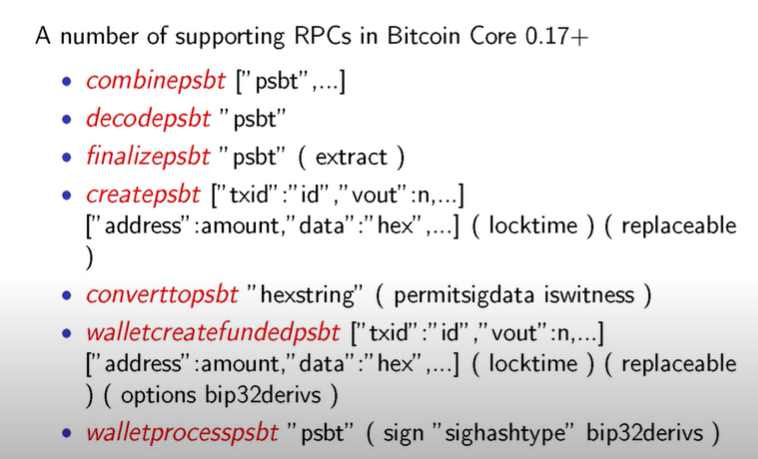 A number of supporting RPCs in Bitcoin Core 0.17+
• combinepsbt ["psbt",...]
• decodepsbt "psbt"
• finalizepsbt "psbt" ( extract )
• createpsbt ["txid":"id","vout":n,...]
["address":amount,"data":"hex",...] ( locktime ) ( replaceable
)
• converttopsbt "hexstring" ( permitsigdata iswitness )
• walletcreatefundedpsbt ["txid":"id","vout":n,...]
["address":amount,"data":"hex",...] ( locktime ) ( replaceable
) ( options bip32derivs )
• walletprocesspsbt "psbt" ( sign "sighashtype" bip32derivs )